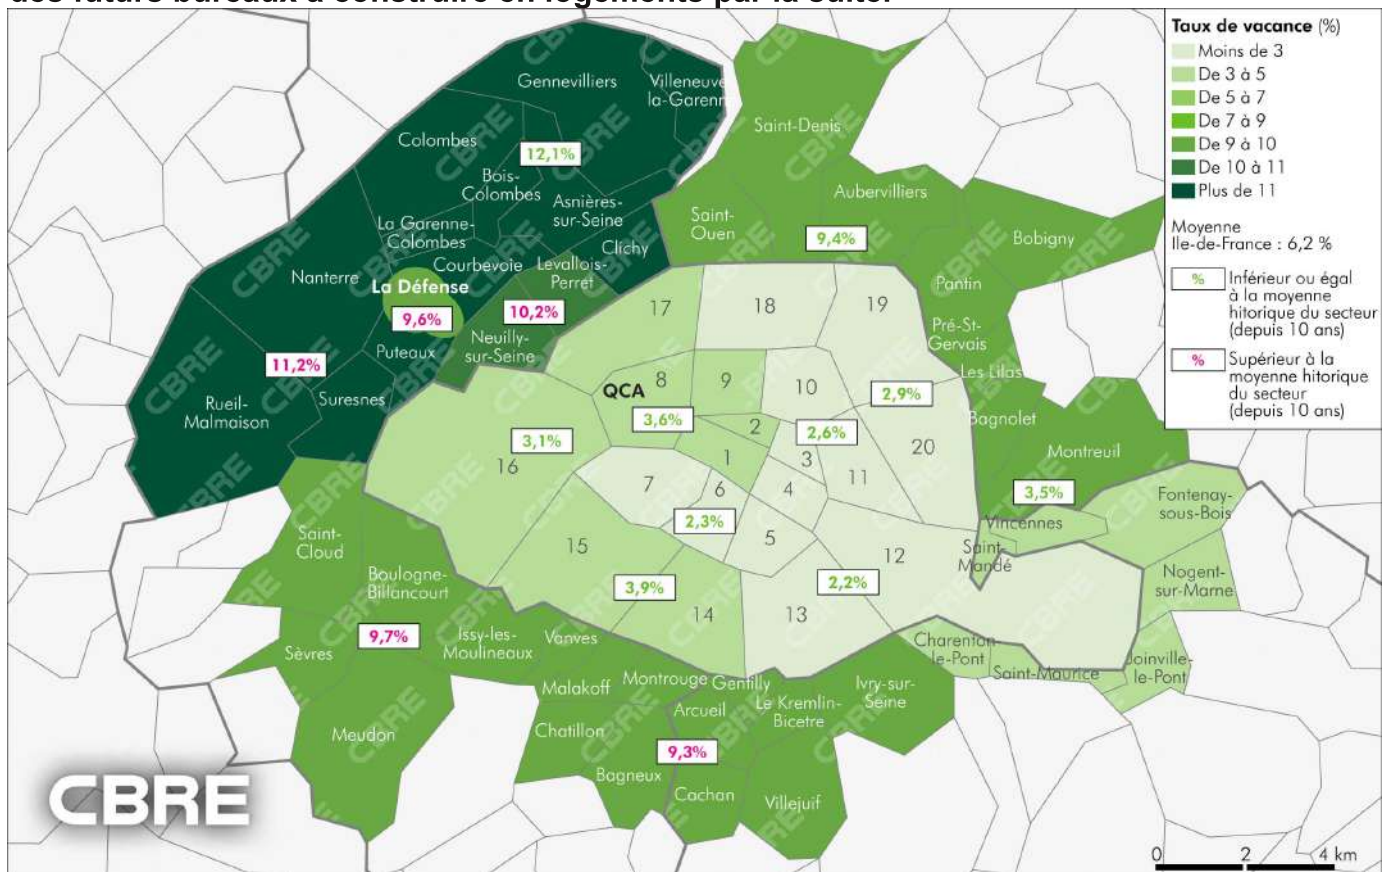 des future bureaux à construire en logements par la suite.
Taux de vacance (%)
Moins de 3
De 3 à 5
De 5 à 7
De 7 à 9
De 9 à 10
De 10 à 11
Plus de 11
Moyenne
Ile-de-France : 6,2 %
%
Inférieur ou égal
à la moyenne
hitorique du secteur
(depuis 10 ans)
%
Supérieur à la
moyenne hitorique
du secteur
(depuis 10 ans)
Gennevilliers
Villeneuve
la-Garenn
Colombes
12,1%
Bois-
Colombes
Asnières-
sur-Seine
La Garenne-
Colombes
Clichy
Nanterre
Courbevoie
Levallois-
Perret
La Défense
9,6%
10,2%
Neuilly-
sur-Seine
Puteaux
11,2%
Rueil-
Malmaison
Suresnes
Saint-Denis
Saint-
Ouen
Aubervilliers
9,4%
Bobigny
Pantin
Pré-St-
Gervais
Les Lilas
Bagnolet
Montreuil
3,5%
Fontenay-
sous-Bois
Vincennes
Saint-
Mandé
Nogent-
sur-Marne
Charenton-
le-Pont
Saint-Maurice
Joinville-
le-Pont
17
18
19
QCA
8
9
10
2,9%
3,6%
2
2,6%
3,1%
16
1
3
11
20
7
6
4
2,3%
5
15
12
3,9%
14
13
2,2%
Saint-
Cloud
Boulogne-
Billancourt
9,7%
Issy-les-
Moulineaux
Vanves
Sèvres
Malakoff
Montrouge
Gentilly
Meudon
Chatillon
Arcueil
Le Kremlin-
Bicetre
Ivry-sur-
Seine
9,3%
Bagneux
Cachan
Villejuif
CBRE
0 2 4 km